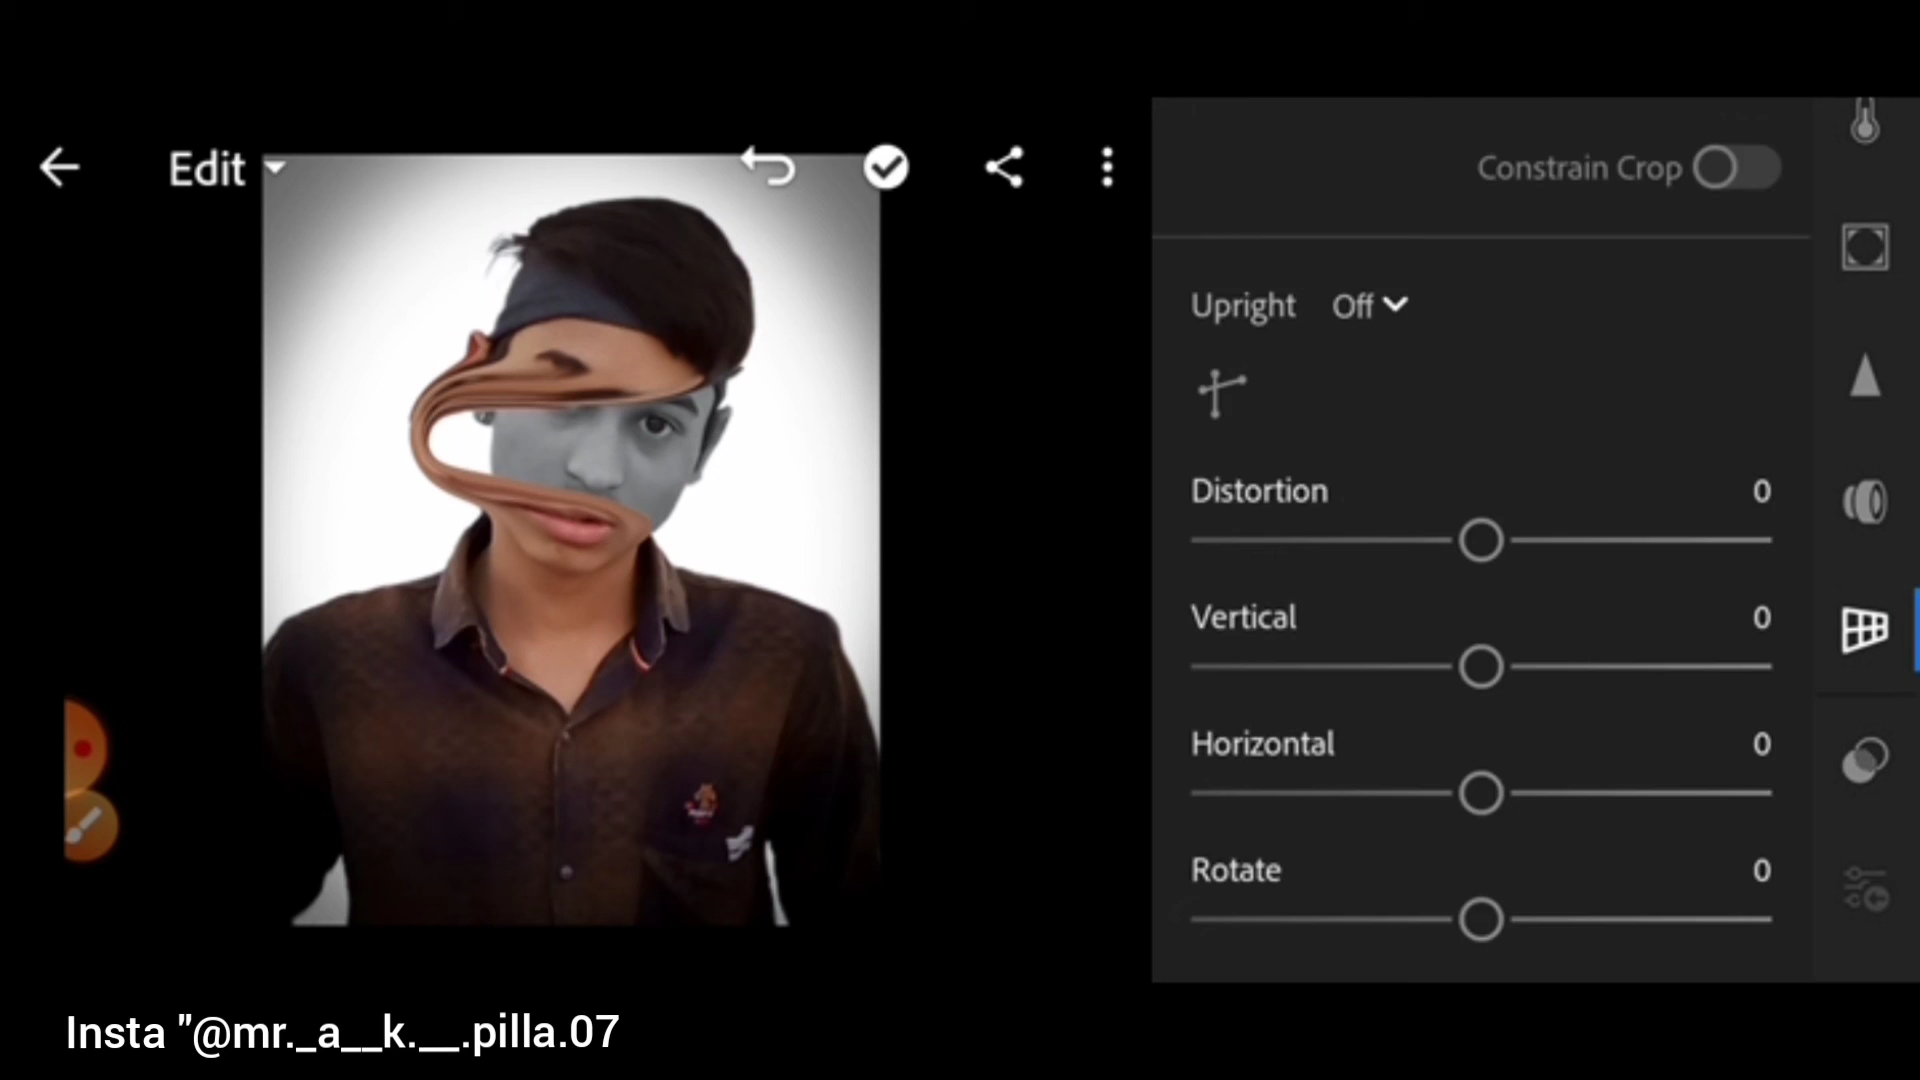 Edit
Constrain Crop
Upright Off
Distortion 0
Vertical 0
Horizontal 0
Rotate 0
Insta "@mr._a__k.__.pilla.07